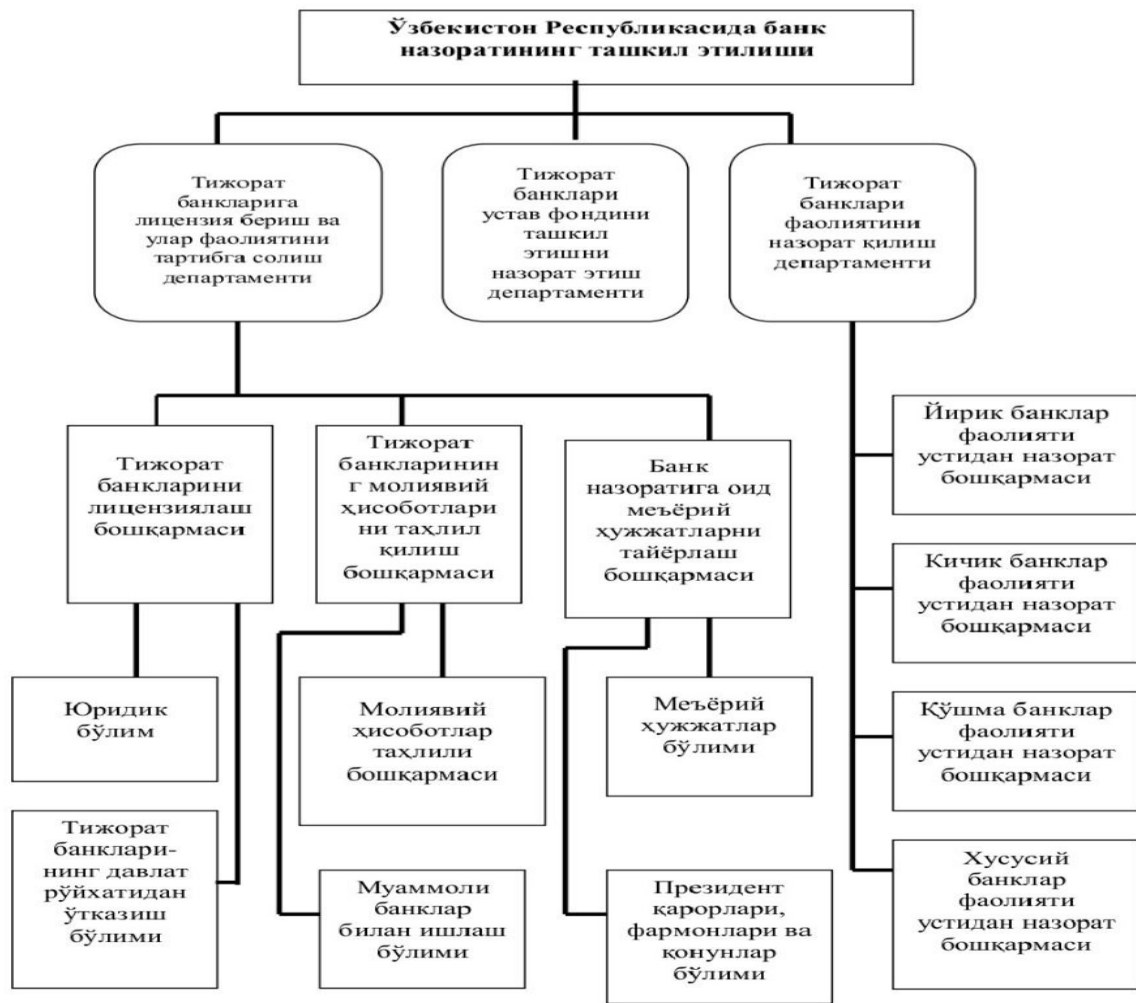 Ўзбекистон Республикасида банк
назоратининг ташкил этилиши
Тижорат
банкларига
лицензия бериш ва
улар фаолиятини
тартибга солиш
департаменти
Тижорат
банклари
устав фондини
ташкил
этишни
назорат этиш
департаменти
Тижорат
банклари
фаолиятини
назорат қилиш
департаменти
Тижорат
банкларини
лицензиялаш
бошқармаси
Тижорат
банкларинин
г молиявий
ҳисоботлари
ни таҳлил
қилиш
бошқармаси
Банк
назоратига оид
меъёрий
ҳужжатларни
тайёрлаш
бошқармаси
Йирик банклар
фаолияти
устидан назорат
бошқармаси
Кичик банклар
фаолияти
устидан назорат
бошқармаси
Қўшма банклар
фаолияти
устидан назорат
бошқармаси
Хусусий
банклар
фаолияти
устидан назорат
бошқармаси
Юридик
бўлим
Молиявий
ҳисоботлар
таҳлили
бошқармаси
Меъёрий
ҳужжатлар
бўлими
Тижорат
банклари-
нинг давлат
рўйхатидан
ўтказиш
бўлими
Муаммоли
банклар
билан ишлаш
бўлими
Президент
қарорлари,
фармонлари ва
қонунлар
бўлими